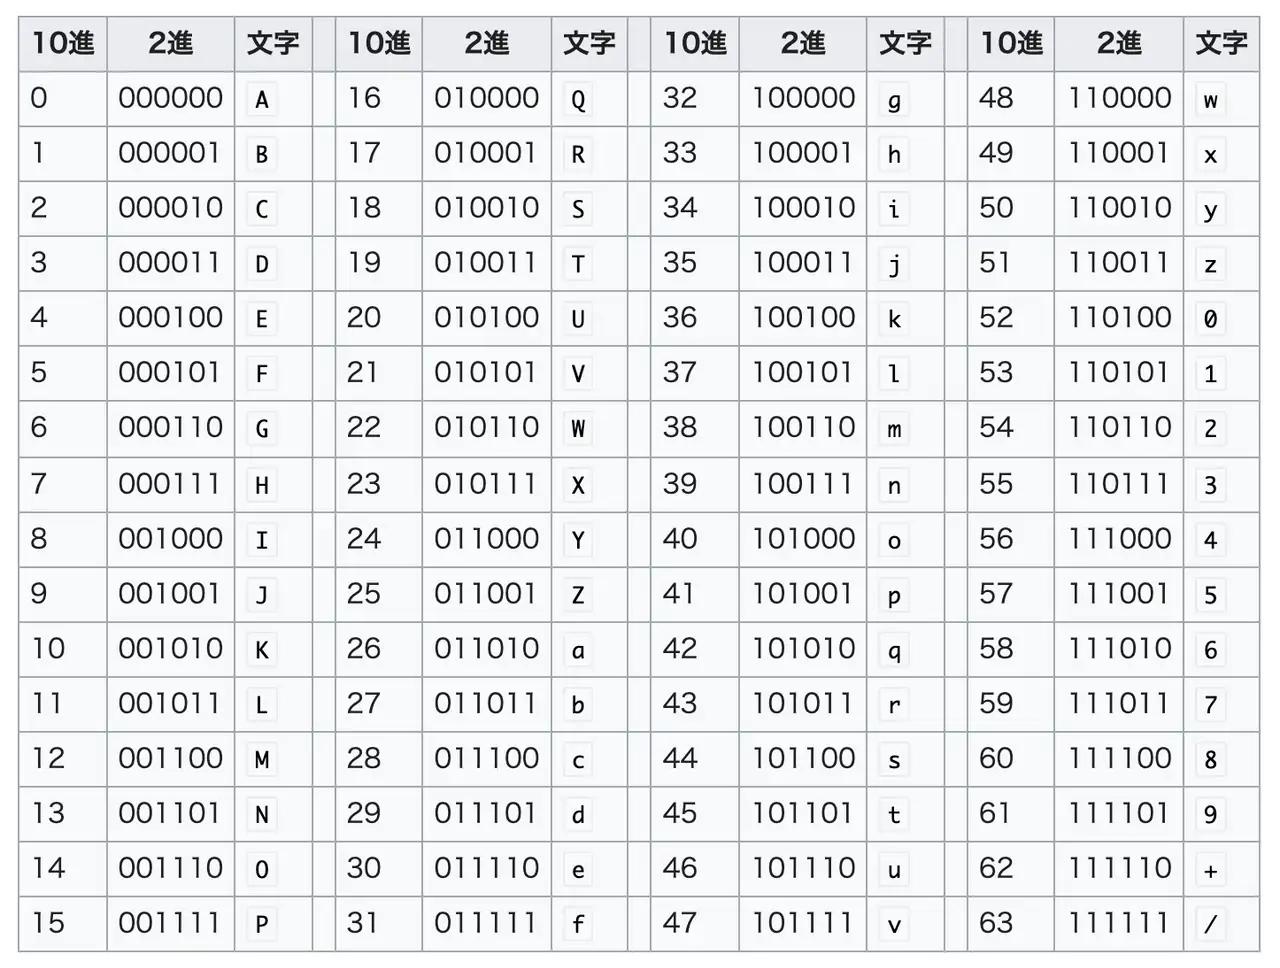 10進 2進 文字 10進 2進 文字 10進 2進 文字 10進 2進 文字
0 000000 A 16 010000 Q 32 100000 g 48 110000 w
1 000001 B 17 010001 R 33 100001 h 49 110001 x
2 000010 C 18 010010 S 34 100010 i 50 110010 y
3 000011 D 19 010011 T 35 100011 j 51 110011 z
4 000100 E 20 010100 U 36 100100 k 52 110100 0
5 000101 F 21 010101 V 37 100101 l 53 110101 1
6 000110 G 22 010110 W 38 100110 m 54 110110 2
7 000111 H 23 010111 X 39 100111 n 55 110111 3
8 001000 I 24 011000 Y 40 101000 o 56 111000 4
9 001001 J 25 011001 Z 41 101001 p 57 111001 5
10 001010 K 26 011010 a 42 101010 q 58 111010 6
11 001011 L 27 011011 b 43 101011 r 59 111011 7
12 001100 M 28 011100 c 44 101100 s 60 111100 8
13 001101 N 29 011101 d 45 101101 t 61 111101 9
14 001110 O 30 011110 e 46 101110 u 62 111110 +
15 001111 P 31 011111 f 47 101111 v 63 111111 /